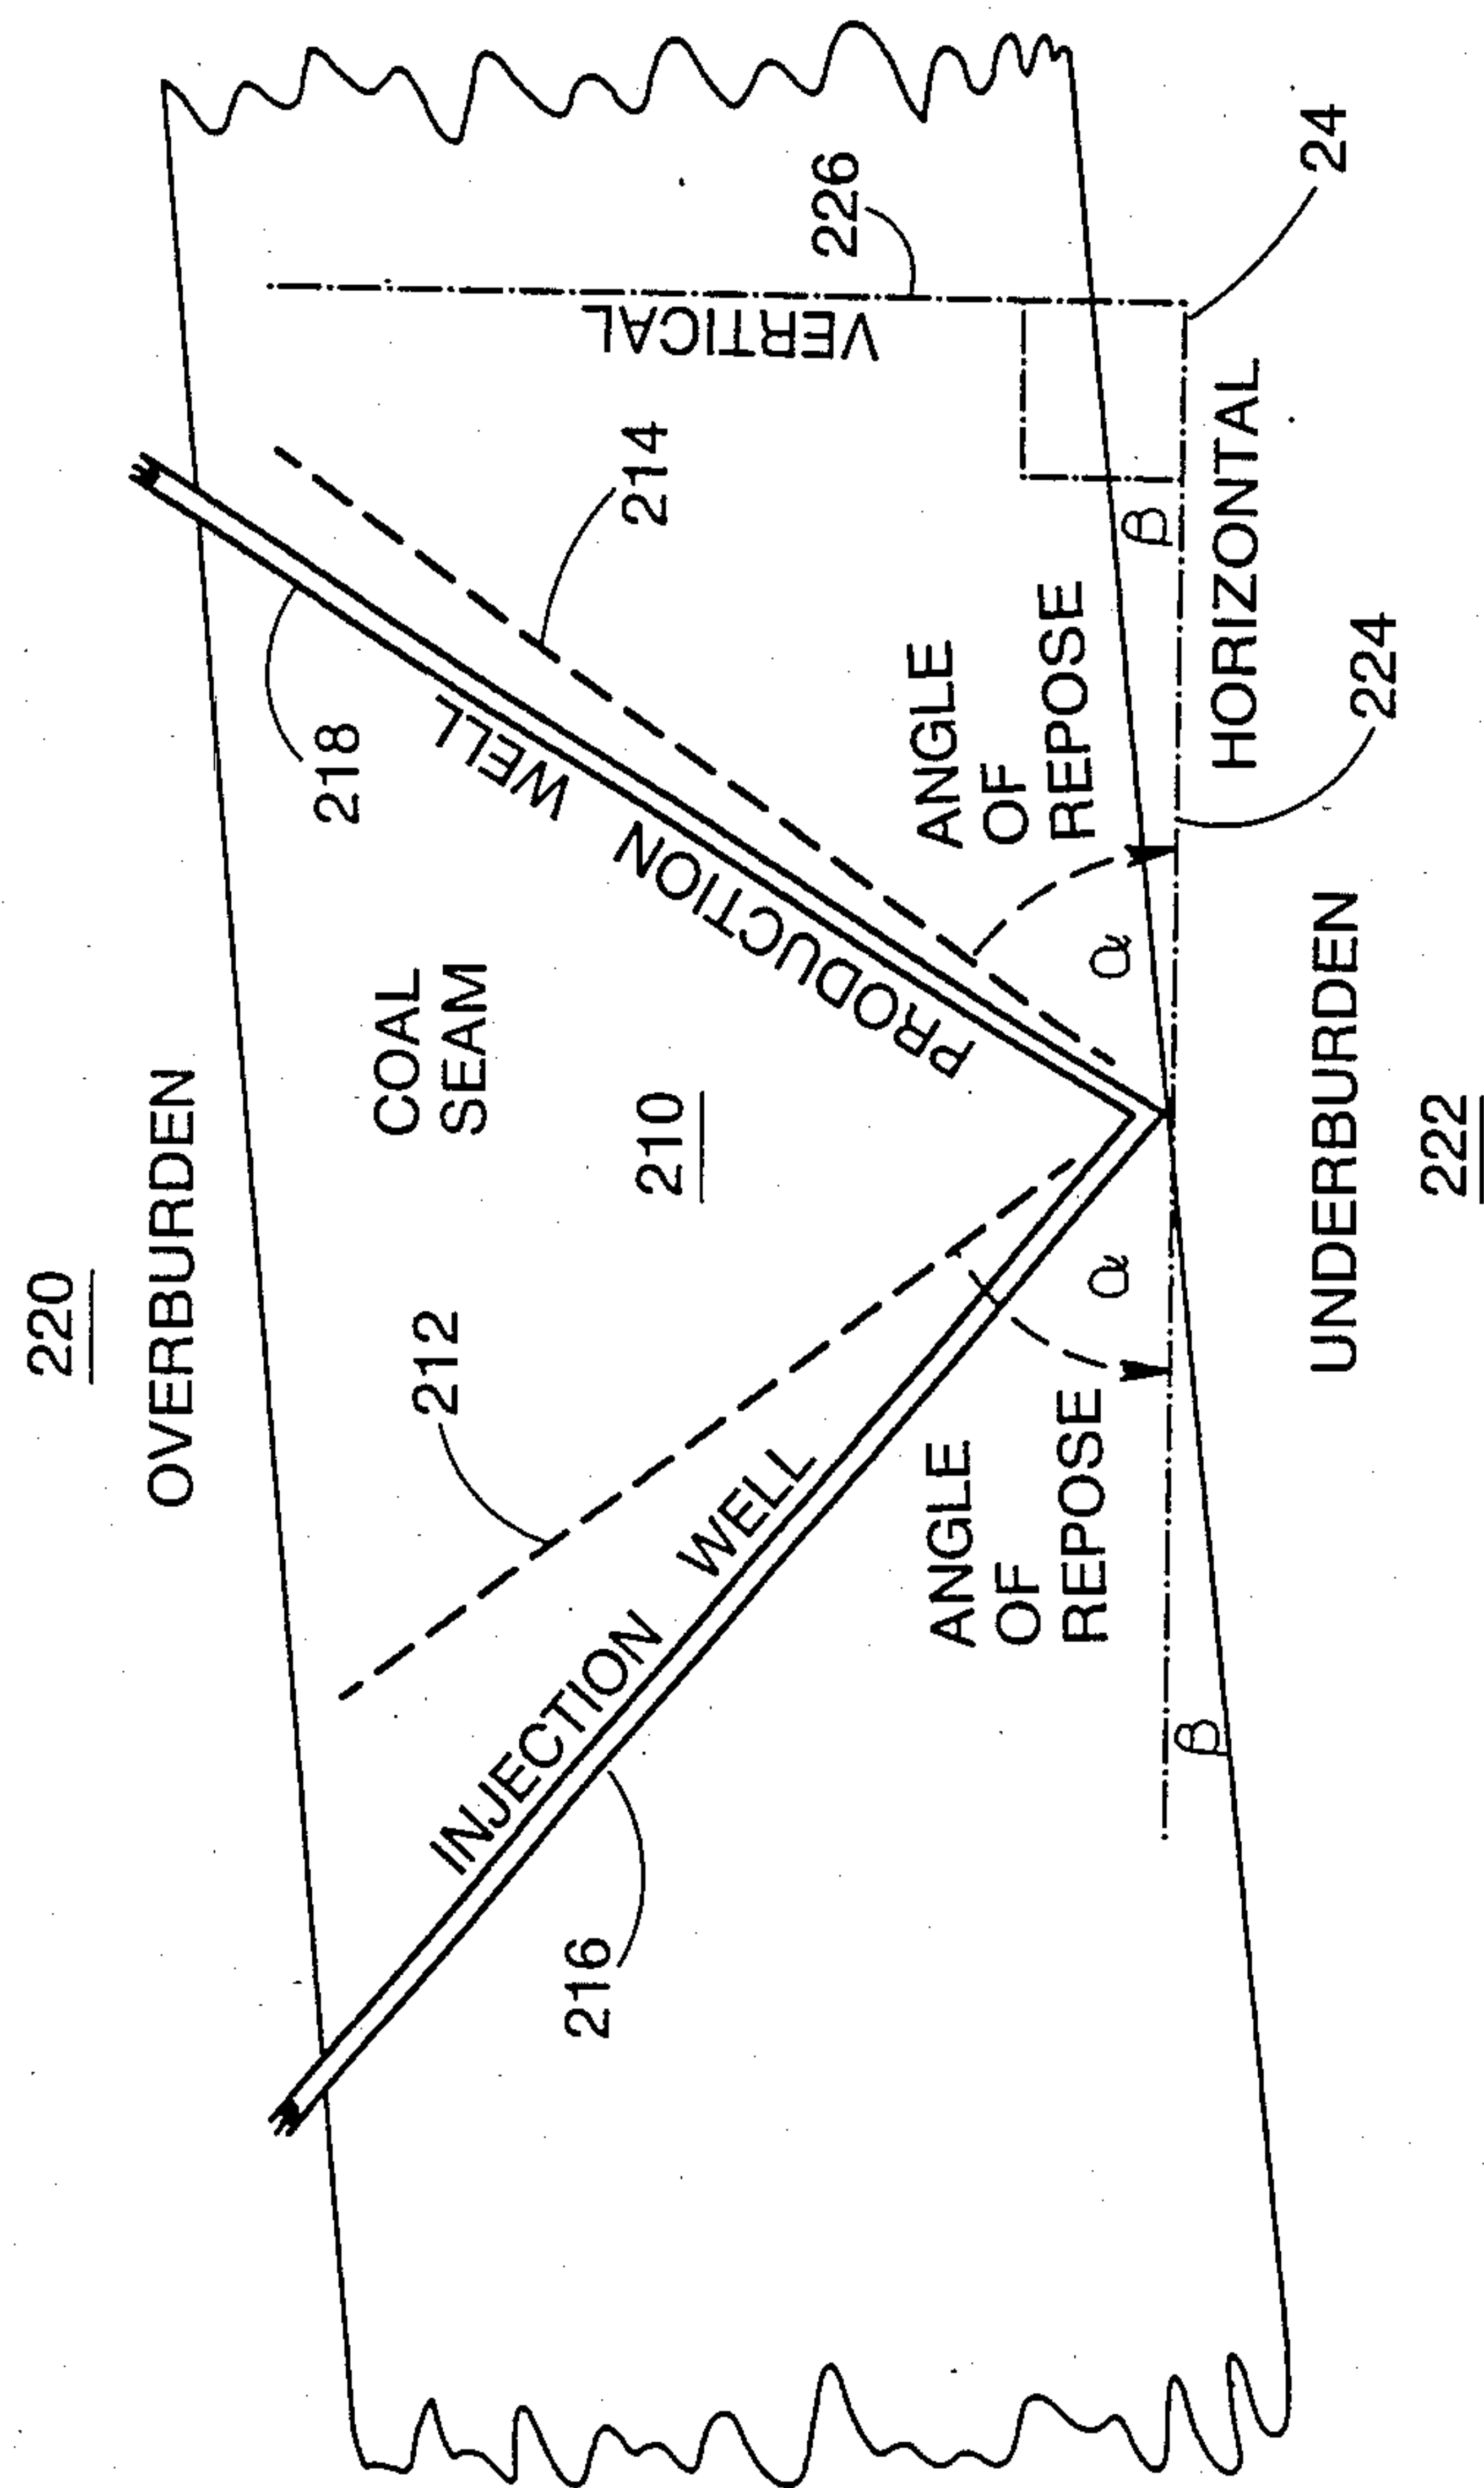 220
OVERBURDEN
COAL
SEAM
210
212
214
216
218
INJECTION WELL
PRODUCTION WELL
VERTICAL
226
ANGLE
OF
REPOSE
α
ANGLE
OF
REPOSE
α
β
β
HORIZONTAL
24
224
UNDERBURDEN
222